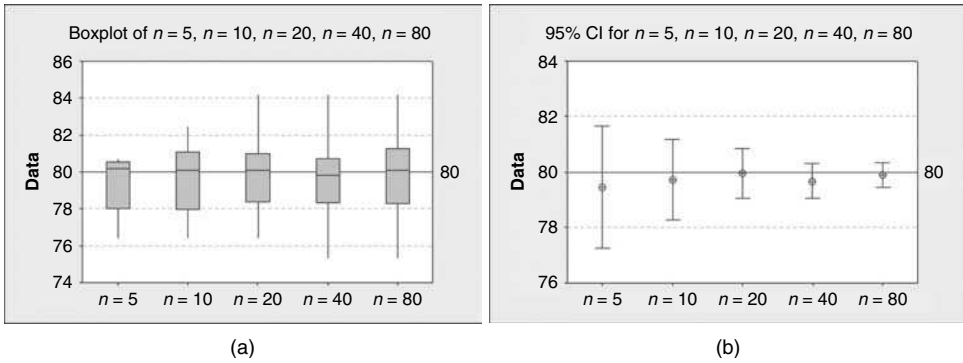 Boxplot of n = 5, n = 10, n = 20, n = 40, n = 80
86
84
82
80
78
76
74
Data
80
n = 5
n = 10
n = 20
n = 40
n = 80
(a)
95% CI for n = 5, n = 10, n = 20, n = 40, n = 80
84
82
80
78
76
Data
80
n = 5
n = 10
n = 20
n = 40
n = 80
(b)